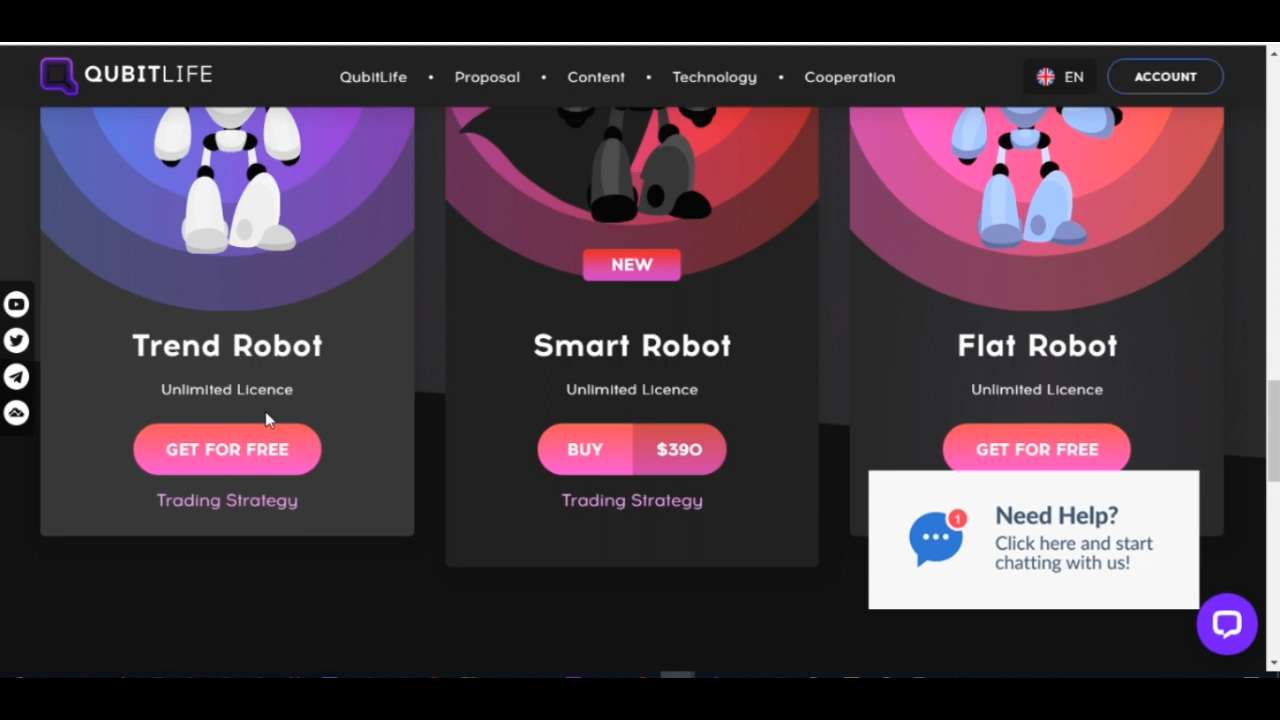 QUBITLIFE
QubitLife • Proposal • Content • Technology • Cooperation
EN
ACCOUNT
NEW
Trend Robot
Unlimited Licence
GET FOR FREE
Trading Strategy
Smart Robot
Unlimited Licence
BUY $390
Trading Strategy
Flat Robot
Unlimited Licence
GET FOR FREE
1
Need Help?
Click here and start
chatting with us!